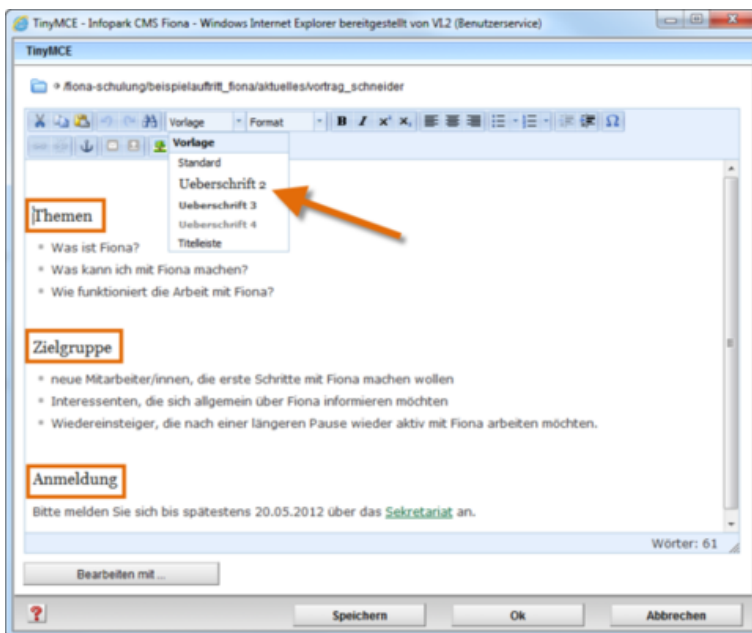 TinyMCE - Infopark CMS Fiona - Windows Internet Explorer bereitgestellt von VL2 (Benutzerservice)
TinyMCE
/fiona-schulung/beispielauftritt_fiona/aktuelles/vortrag_schneider
Vorlage Format B I x² x₂ Ω
Vorlage
Standard
Ueberschrift 2
Ueberschrift 3
Ueberschrift 4
Titelleiste
Themen
Was ist Fiona?
Was kann ich mit Fiona machen?
Wie funktioniert die Arbeit mit Fiona?
Zielgruppe
neue Mitarbeiter/innen, die erste Schritte mit Fiona machen wollen
Interessenten, die sich allgemein über Fiona informieren möchten
Wiedereinsteiger, die nach einer längeren Pause wieder aktiv mit Fiona arbeiten möchten.
Anmeldung
Bitte melden Sie sich bis spätestens 20.05.2012 über das Sekretariat an.
Wörter: 61
Bearbeiten mit ...
? Speichern Ok Abbrechen